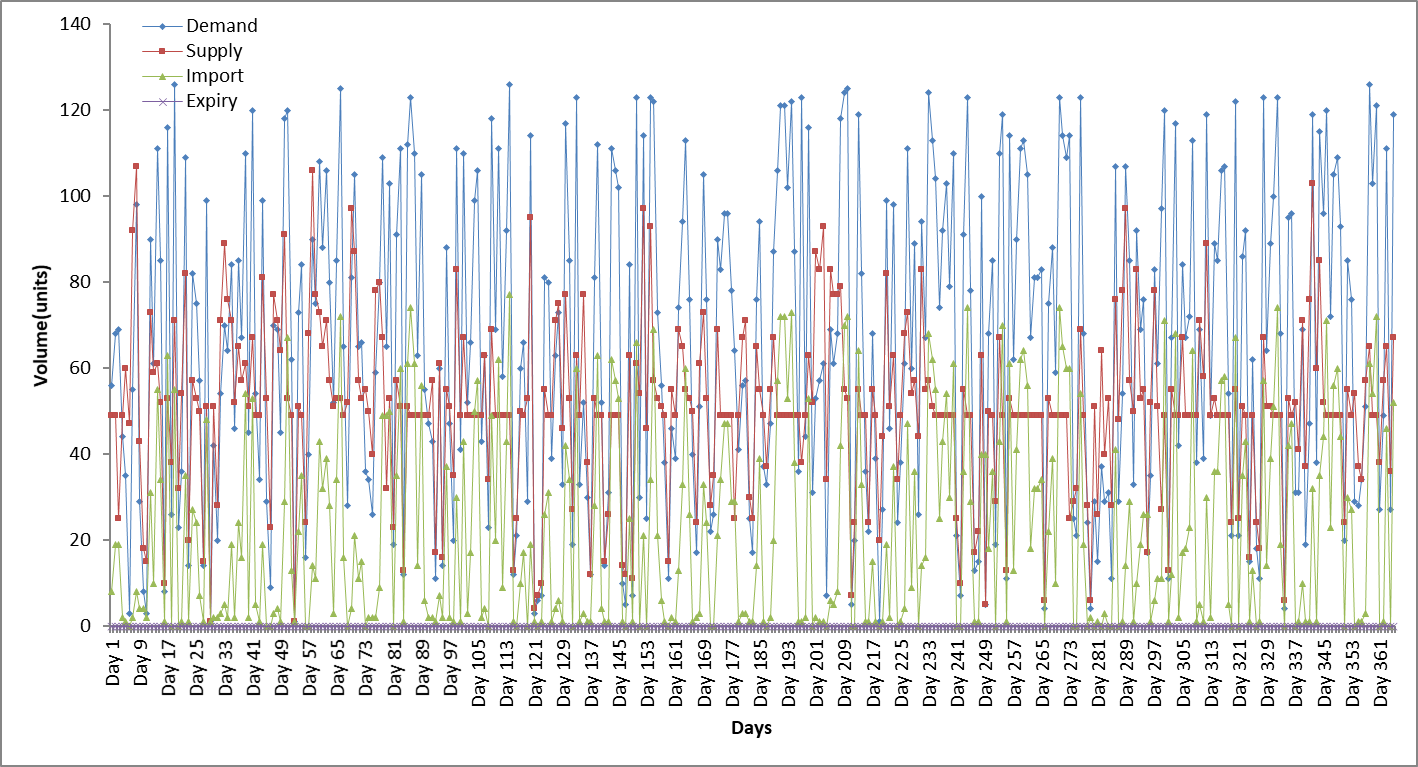 140
120
100
80
60
40
20
0
Volume(units)
Demand
Supply
Import
Expiry
Day 1
Day 9
Day 17
Day 25
Day 33
Day 41
Day 49
Day 57
Day 65
Day 73
Day 81
Day 89
Day 97
Day 105
Day 113
Day 121
Day 129
Day 137
Day 145
Day 153
Day 161
Day 169
Day 177
Day 185
Day 193
Day 201
Day 209
Day 217
Day 225
Day 233
Day 241
Day 249
Day 257
Day 265
Day 273
Day 281
Day 289
Day 297
Day 305
Day 313
Day 321
Day 329
Day 337
Day 345
Day 353
Day 361
Days